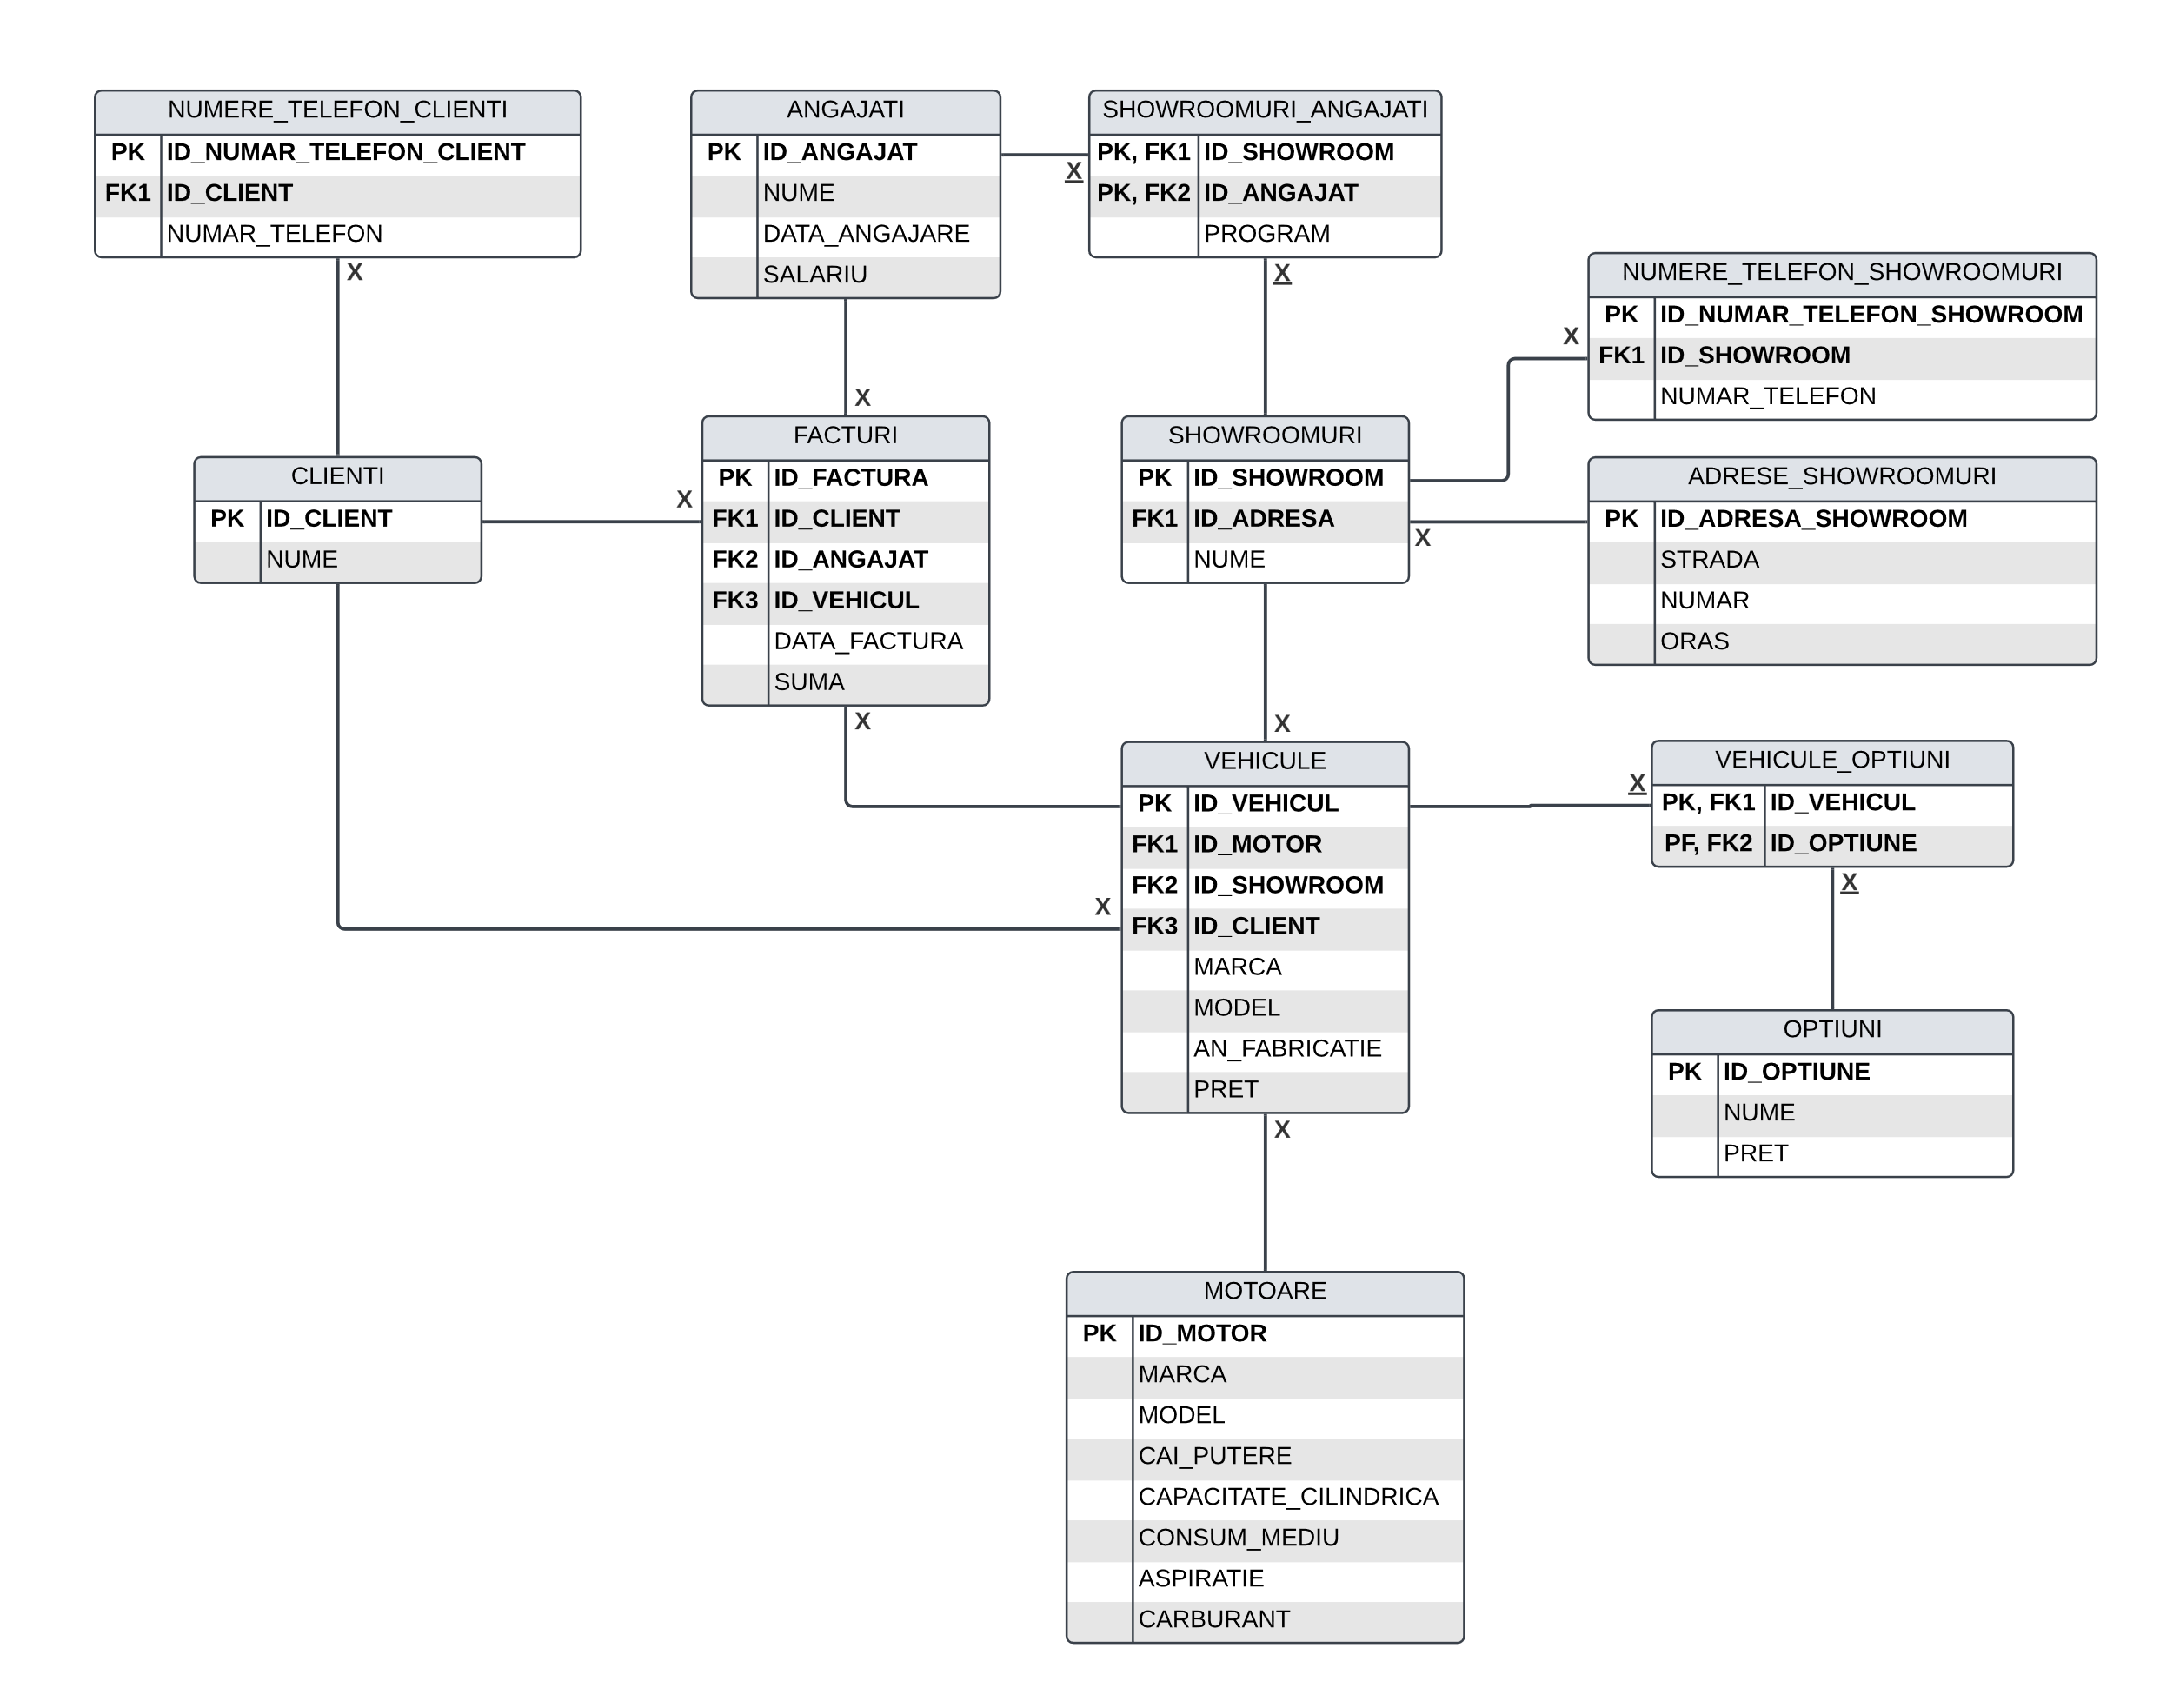 NUMERE_TELEFON_CLIENTI
PK ID_NUMAR_TELEFON_CLIENT
FK1 ID_CLIENT
NUMAR_TELEFON
X
ANGAJATI
PK ID_ANGAJAT
NUME
DATA_ANGAJARE
SALARIU
X
SHOWROOMURI_ANGAJATI
PK, FK1 ID_SHOWROOM
PK, FK2 ID_ANGAJAT
PROGRAM
X
NUMERE_TELEFON_SHOWROOMURI
PK ID_NUMAR_TELEFON_SHOWROOM
FK1 ID_SHOWROOM
NUMAR_TELEFON
X
CLIENTI
PK ID_CLIENT
NUME
X
X
FACTURI
PK ID_FACTURA
FK1 ID_CLIENT
FK2 ID_ANGAJAT
FK3 ID_VEHICUL
DATA_FACTURA
SUMA
X
SHOWROOMURI
PK ID_SHOWROOM
FK1 ID_ADRESA
NUME
X
ADRESE_SHOWROOMURI
PK ID_ADRESA_SHOWROOM
STRADA
NUMAR
ORAS
X
X
VEHICULE
PK ID_VEHICUL
FK1 ID_MOTOR
FK2 ID_SHOWROOM
FK3 ID_CLIENT
MARCA
MODEL
AN_FABRICATIE
PRET
X
X
VEHICULE_OPTIUNI
PK, FK1 ID_VEHICUL
PF, FK2 ID_OPTIUNE
X
OPTIUNI
PK ID_OPTIUNE
NUME
PRET
MOTOARE
PK ID_MOTOR
MARCA
MODEL
CAI_PUTERE
CAPACITATE_CILINDRICA
CONSUM_MEDIU
ASPIRATIE
CARBURANT